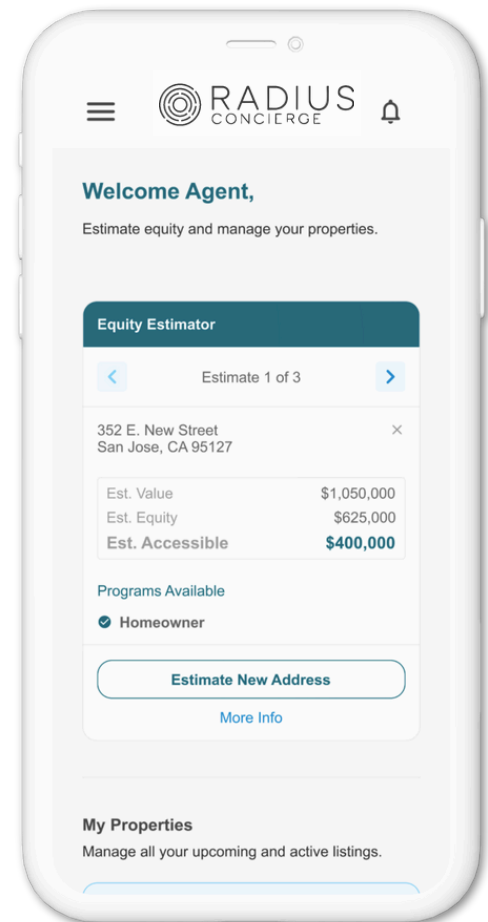 RADIUS
CONCIERGE
Welcome Agent,
Estimate equity and manage your properties.
Equity Estimator
Estimate 1 of 3
352 E. New Street
San Jose, CA 95127
Est. Value $1,050,000
Est. Equity $625,000
Est. Accessible $400,000
Programs Available
Homeowner
Estimate New Address
More Info
My Properties
Manage all your upcoming and active listings.